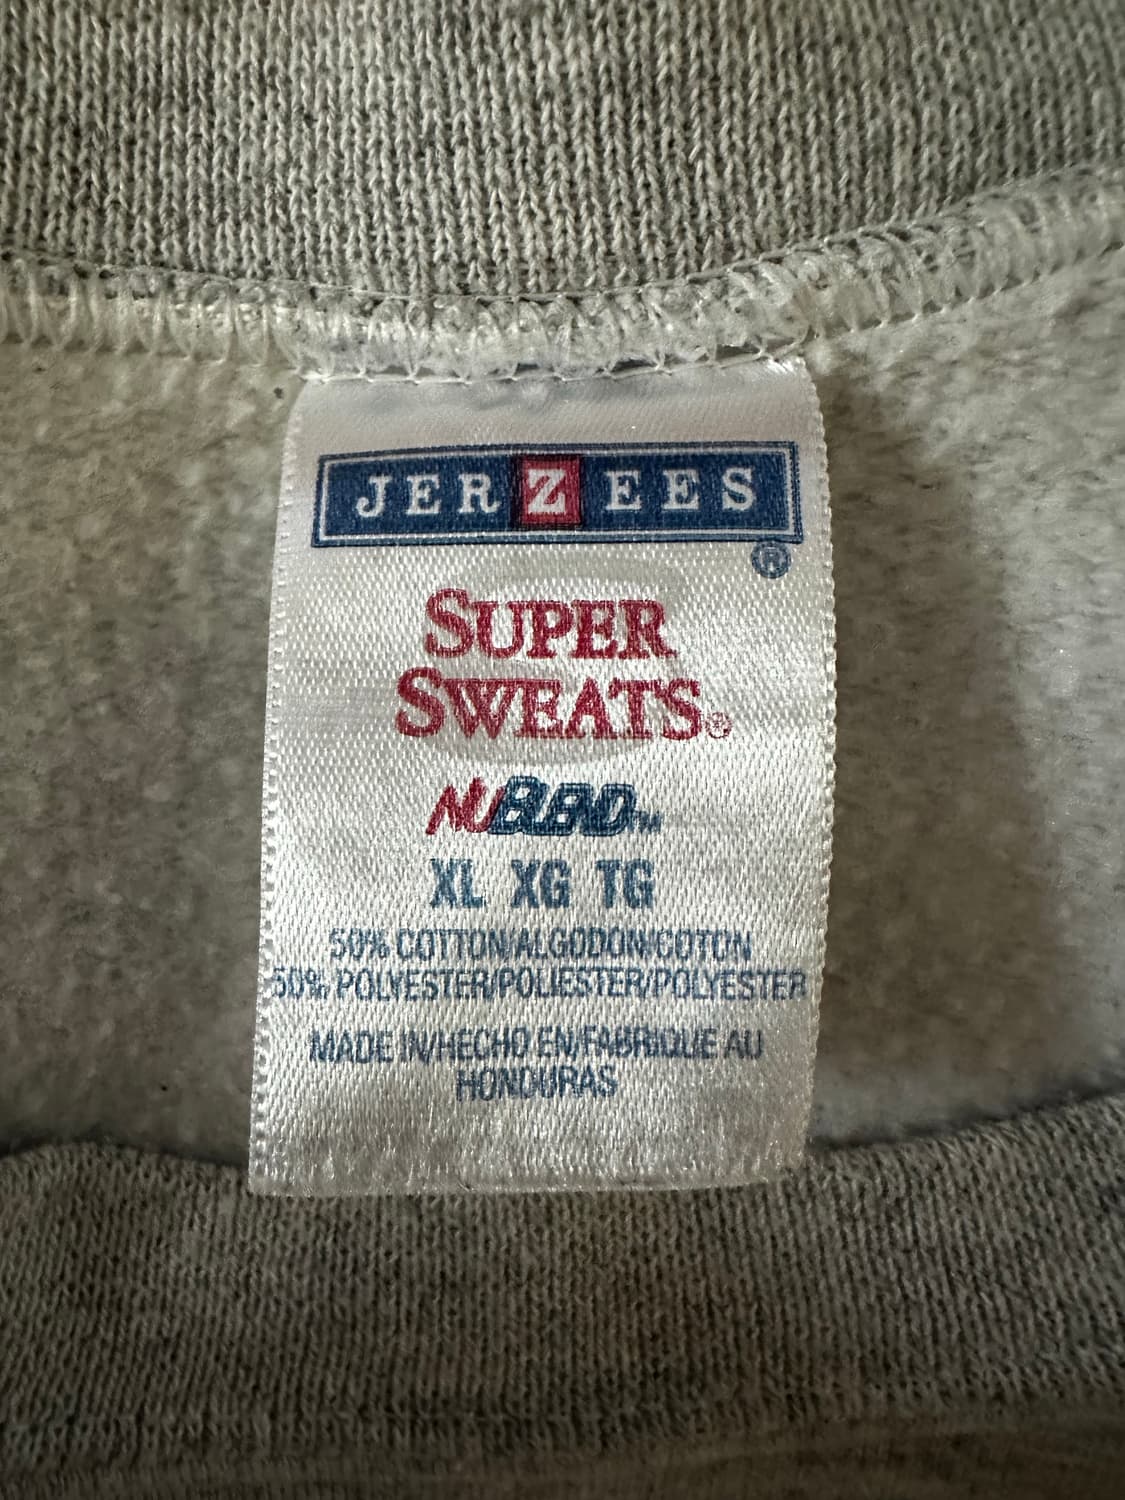 JERZEES
®
SUPER
SWEATS®
NUBLEND™
XL XG TG
50% COTTON/ALGODON/COTON
50% POLYESTER/POLIESTER/POLYESTER
MADE IN/HECHO EN/FABRIQUE AU
HONDURAS